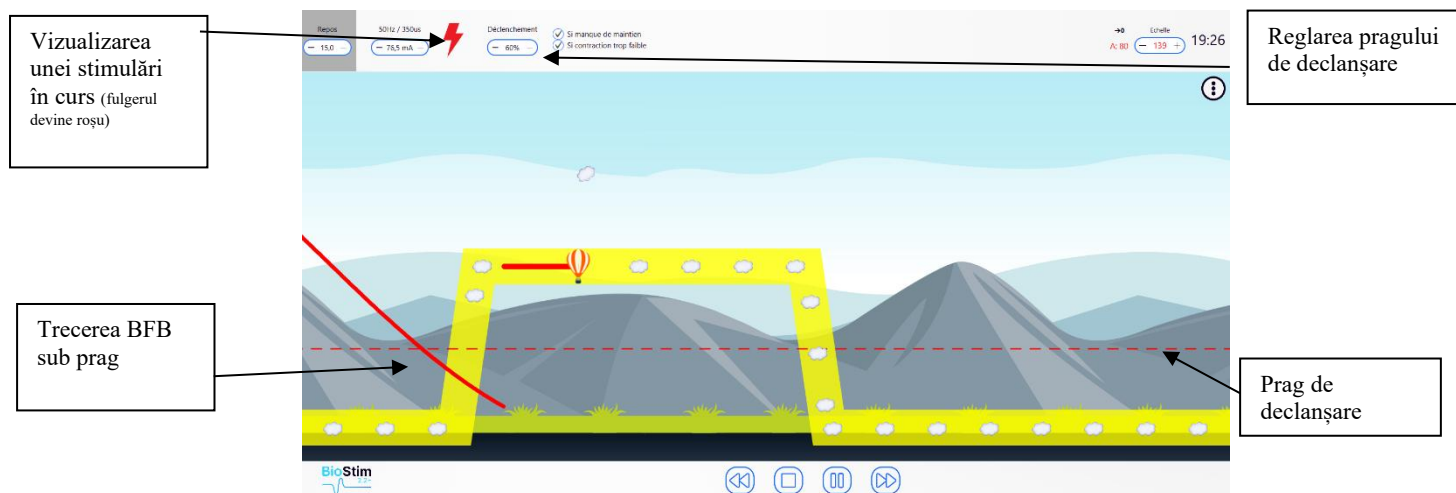 Vizualizarea
unei stimulări
în curs (fulgerul
devine roșu)
Repos
− 15,0 −
50Hz / 350us
− 76,5 mA −
Déclenchement
− 60% −
Si manque de maintien
Si contraction trop faible
Echelle
A: 80
− 139 +
19:26
Reglarea pragului
de declanșare
Trecerea BFB
sub prag
Prag de
declanșare
BioStim
2.2+